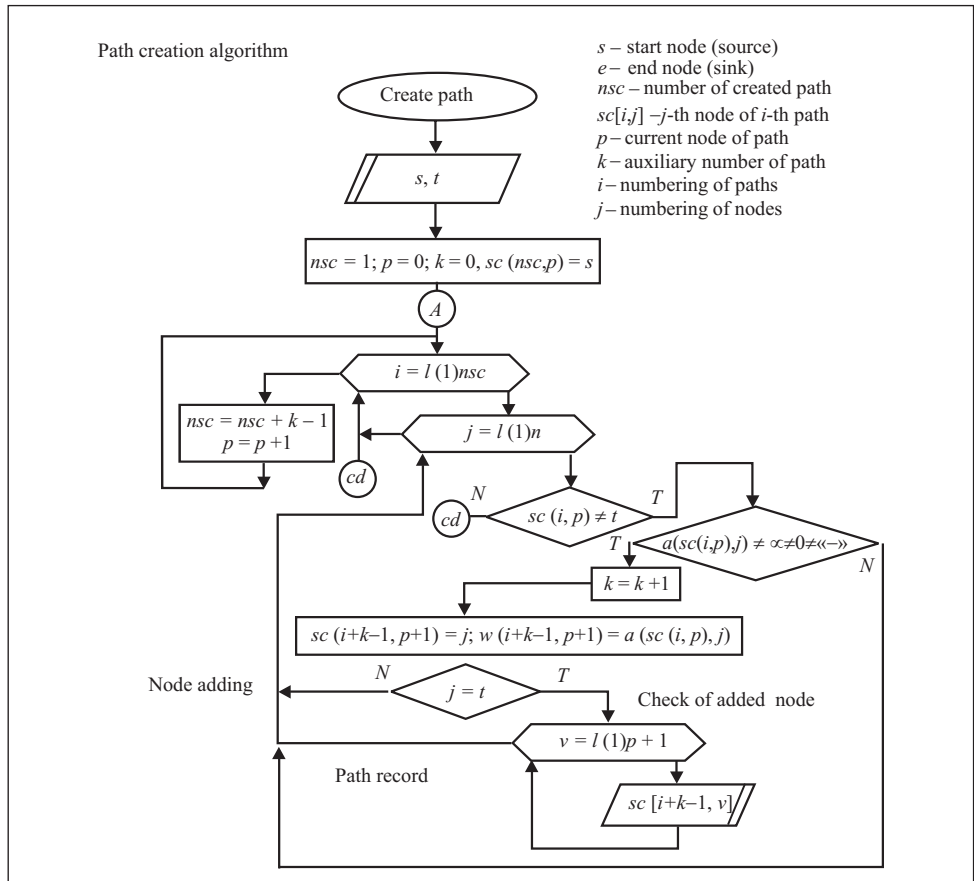 Path creation algorithm
s – start node (source)
e – end node (sink)
nsc – number of created path
sc[i,j] –j-th node of i-th path
p – current node of path
k – auxiliary number of path
i – numbering of paths
j – numbering of nodes
Create path
s, t
nsc = 1; p = 0; k = 0, sc (nsc,p) = s
A
i = l (1)nsc
nsc = nsc + k – 1
p = p +1
j = l (1)n
cd
N
cd
sc (i, p) ≠ t
T
T
a(sc(i,p),j) ≠ ∝≠0≠«–»
N
k = k +1
sc (i+k–1, p+1) = j; w (i+k–1, p+1) = a (sc (i, p), j)
Node adding
N
j = t
T
Check of added node
v = l (1)p + 1
Path record
sc [i+k–1, v]